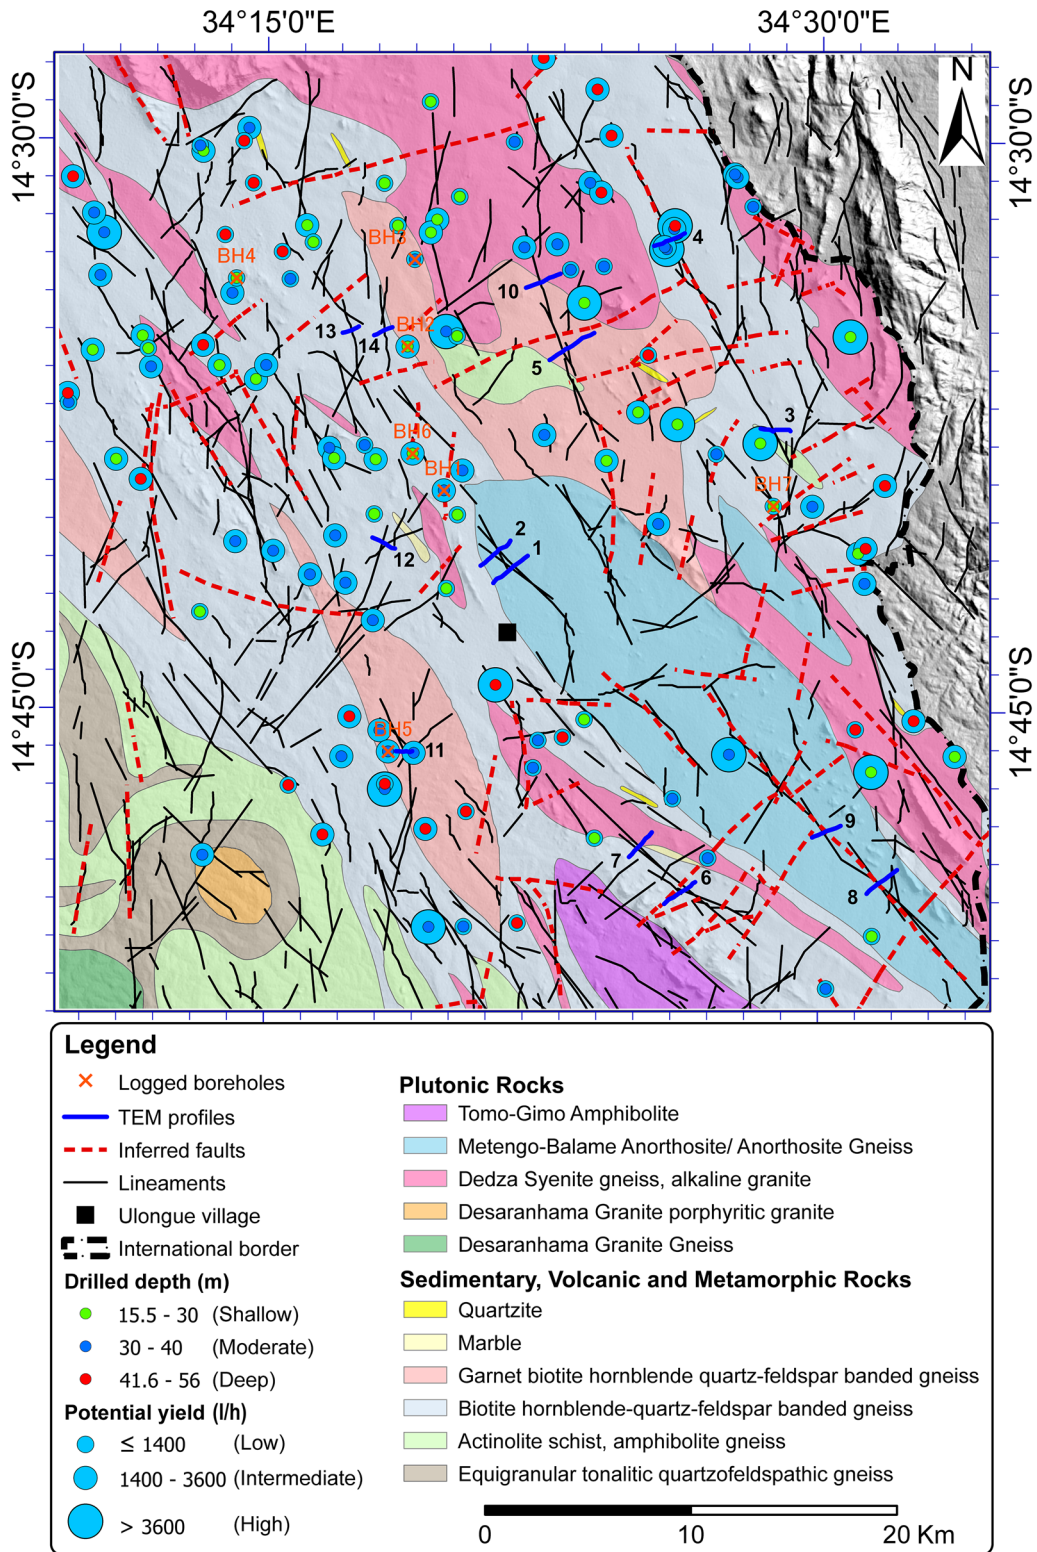 34°15'0"E
34°30'0"E
14°30'0"S
14°30'0"S
N
BH3
4
BH4
10
13
BH2
14
5
3
BH6
BH1
BH7
2
1
12
14°45'0"S
14°45'0"S
BH5
11
9
7
6
8
Legend
Logged boreholes
TEM profiles
Inferred faults
Lineaments
Ulongue village
International border
Drilled depth (m)
15.5 - 30 (Shallow)
30 - 40 (Moderate)
41.6 - 56 (Deep)
Potential yield (l/h)
≤ 1400 (Low)
1400 - 3600 (Intermediate)
> 3600 (High)
Plutonic Rocks
Tomo-Gimo Amphibolite
Metengo-Balame Anorthosite/ Anorthosite Gneiss
Dedza Syenite gneiss, alkaline granite
Desaranhama Granite porphyritic granite
Desaranhama Granite Gneiss
Sedimentary, Volcanic and Metamorphic Rocks
Quartzite
Marble
Garnet biotite hornblende quartz-feldspar banded gneiss
Biotite hornblende-quartz-feldspar banded gneiss
Actinolite schist, amphibolite gneiss
Equigranular tonalitic quartzofeldspathic gneiss
0 10 20 Km